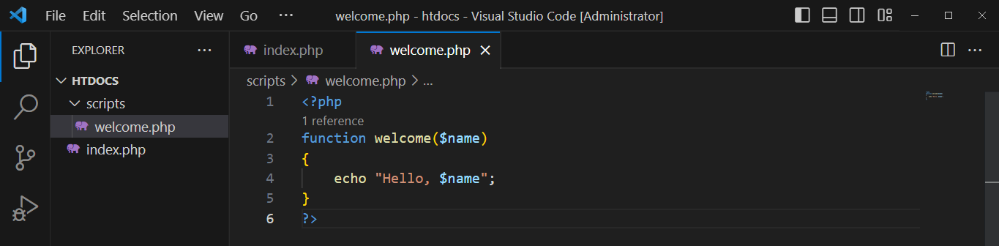 File Edit Selection View Go ··· welcome.php - htdocs - Visual Studio Code [Administrator]
EXPLORER ···
HTDOCS
scripts
welcome.php
index.php
index.php welcome.php
scripts > welcome.php > ...
1 <?php
1 reference
2 function welcome($name)
3 {
4     echo "Hello, $name";
5 }
6 ?>